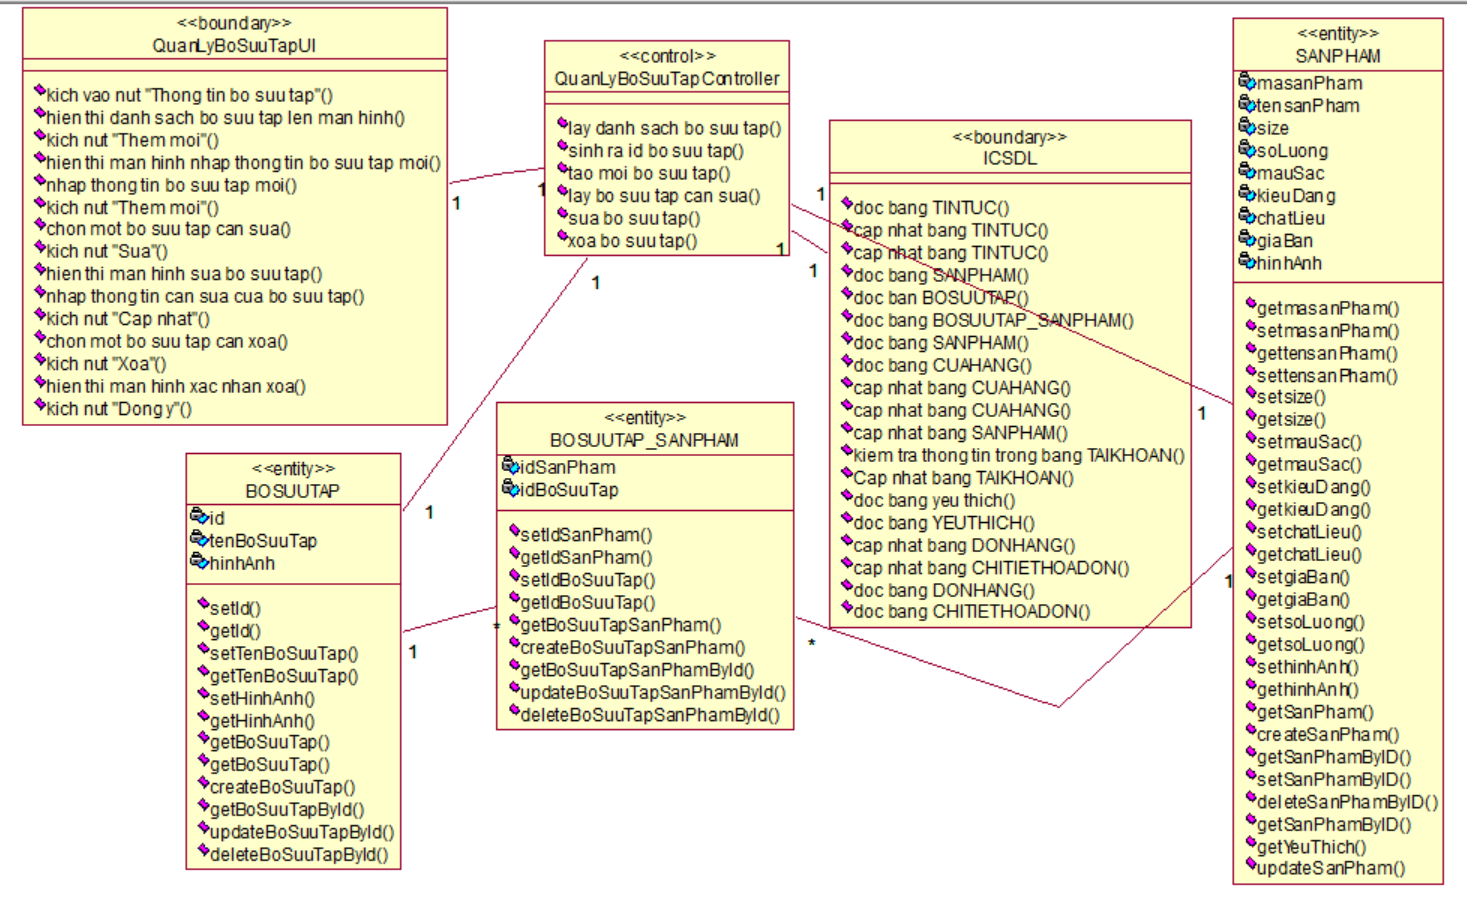 <<boundary>>
QuanLyBoSuuTapUI
kich vao nut "Thong tin bo suu tap"()
hien thi danh sach bo suu tap len man hinh()
kich nut "Them moi"()
hien thi man hinh nhap thong tin bo suu tap moi()
nhap thong tin bo suu tap moi()
kich nut "Them moi"()
chon mot bo suu tap can sua()
kich nut "Sua"()
hien thi man hinh sua bo suu tap()
nhap thong tin can sua cua bo suu tap()
kich nut "Cap nhat"()
chon mot bo suu tap can xoa()
kich nut "Xoa"()
hien thi man hinh xac nhan xoa()
kich nut "Dong y"()
1
1
<<control>>
QuanLyBoSuuTapController
lay danh sach bo suu tap()
sinh ra id bo suu tap()
tao moi bo suu tap()
lay bo suu tap can sua()
sua bo suu tap()
xoa bo suu tap()
1
1
1
1
<<boundary>>
ICSDL
doc bang TINTUC()
cap nhat bang TINTUC()
cap nhat bang TINTUC()
doc bang SANPHAM()
doc ban BOSUUTAP()
doc bang BOSUUTAP_SANPHAM()
doc bang SANPHAM()
doc bang CUAHANG()
cap nhat bang CUAHANG()
cap nhat bang CUAHANG()
cap nhat bang SANPHAM()
kiem tra thong tin trong bang TAIKHOAN()
Cap nhat bang TAIKHOAN()
doc bang yeu thich()
doc bang YEUTHICH()
cap nhat bang DONHANG()
cap nhat bang CHITIETHOADON()
doc bang DONHANG()
doc bang CHITIETHOADON()
1
1
<<entity>>
SANPHAM
masanPham
tensanPham
size
soLuong
mauSac
kieuDang
chatLieu
giaBan
hinhAnh
getmasanPham()
setmasanPham()
gettensanPham()
settensanPham()
setsize()
getsize()
setmauSac()
getmauSac()
setkieuDang()
getkieuDang()
setchatLieu()
getchatLieu()
setgiaBan()
getgiaBan()
setsoLuong()
getsoLuong()
sethinhAnh()
gethinhAnh()
getSanPham()
createSanPham()
getSanPhamByID()
setSanPhamByID()
deleteSanPhamByID()
getSanPhamByID()
getYeuThich()
updateSanPham()
<<entity>>
BOSUUTAP
id
tenBoSuuTap
hinhAnh
setId()
getId()
setTenBoSuuTap()
getTenBoSuuTap()
setHinhAnh()
getHinhAnh()
getBoSuuTap()
getBoSuuTap()
createBoSuuTap()
getBoSuuTapById()
updateBoSuuTapById()
deleteBoSuuTapById()
1
1
*
<<entity>>
BOSUUTAP_SANPHAM
idSanPham
idBoSuuTap
setIdSanPham()
getIdSanPham()
setIdBoSuuTap()
getIdBoSuuTap()
getBoSuuTapSanPham()
createBoSuuTapSanPham()
getBoSuuTapSanPhamById()
updateBoSuuTapSanPhamById()
deleteBoSuuTapSanPhamById()
*